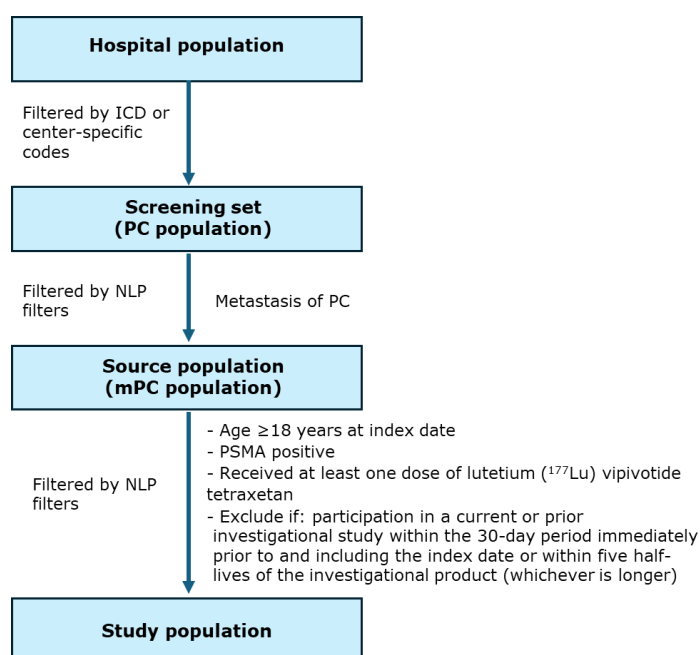 Hospital population
Filtered by ICD or
center-specific
codes
Screening set
(PC population)
Filtered by NLP
filters
Metastasis of PC
Source population
(mPC population)
- Age ≥18 years at index date
- PSMA positive
- Received at least one dose of lutetium (¹⁷⁷Lu) vipivotide
tetraxetan
- Exclude if: participation in a current or prior
investigational study within the 30-day period immediately
prior to and including the index date or within five half-
lives of the investigational product (whichever is longer)
Filtered by NLP
filters
Study population